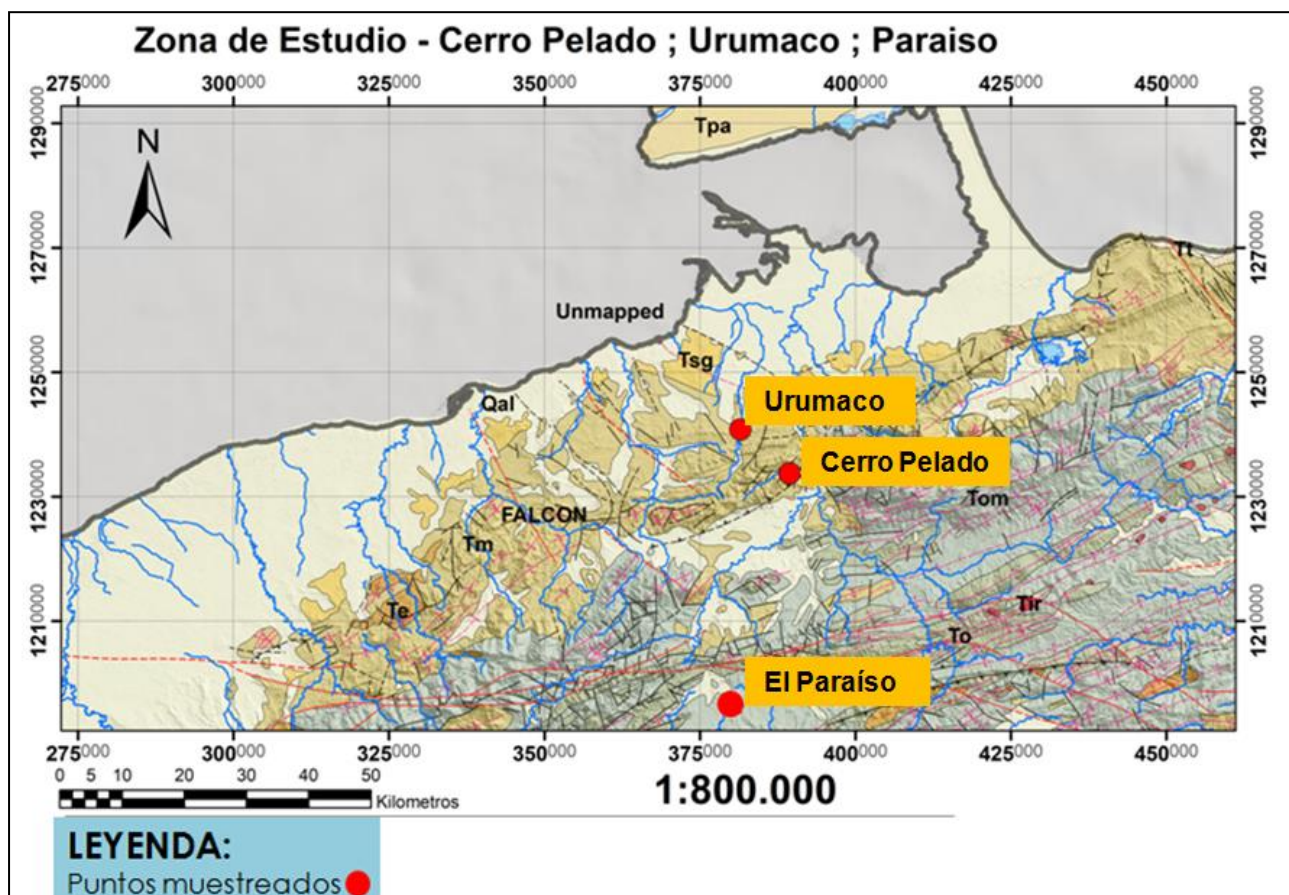 Zona de Estudio - Cerro Pelado ; Urumaco ; Paraiso
275000 300000 325000 350000 375000 400000 425000 450000
1290000 1290000
1270000 1270000
1250000 1250000
1230000 1230000
1210000 1210000
N
Tpa
Tt
Unmapped
Tsg
Qal
Urumaco
Cerro Pelado
Tom
FALCON
Tm
Te
Tir
To
El Paraíso
275000 300000 325000 350000 375000 400000 425000 450000
0 5 10 20 30 40 50
Kilometros
1:800.000
LEYENDA:
Puntos muestreados